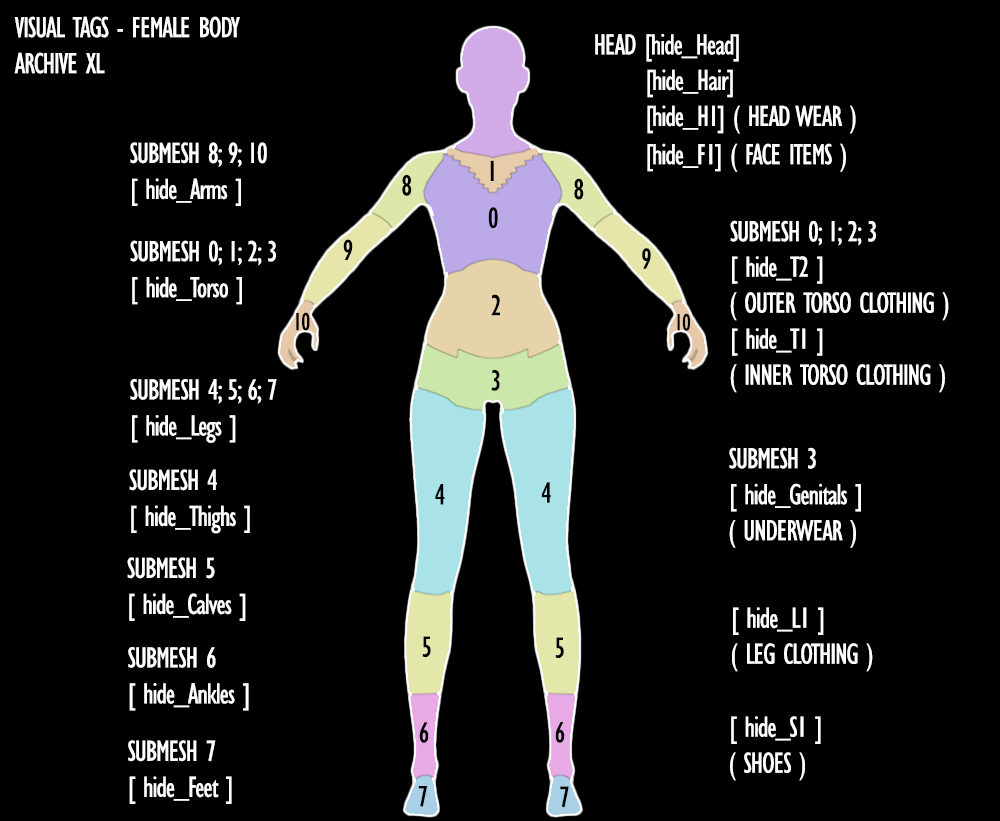 VISUAL TAGS - FEMALE BODY
ARCHIVE XL
HEAD [hide_Head]
[hide_Hair]
[hide_H1] ( HEAD WEAR )
[hide_F1] ( FACE ITEMS )
SUBMESH 8; 9; 10
[ hide_Arms ]
SUBMESH 0; 1; 2; 3
[ hide_Torso ]
SUBMESH 4; 5; 6; 7
[ hide_Legs ]
SUBMESH 4
[ hide_Thighs ]
SUBMESH 5
[ hide_Calves ]
SUBMESH 6
[ hide_Ankles ]
SUBMESH 7
[ hide_Feet ]
1
8
8
0
9
9
2
10
10
3
4
4
5
5
6
6
7
7
SUBMESH 0; 1; 2; 3
[ hide_T2 ]
( OUTER TORSO CLOTHING )
[ hide_T1 ]
( INNER TORSO CLOTHING )
SUBMESH 3
[ hide_Genitals ]
( UNDERWEAR )
[ hide_L1 ]
( LEG CLOTHING )
[ hide_S1 ]
( SHOES )